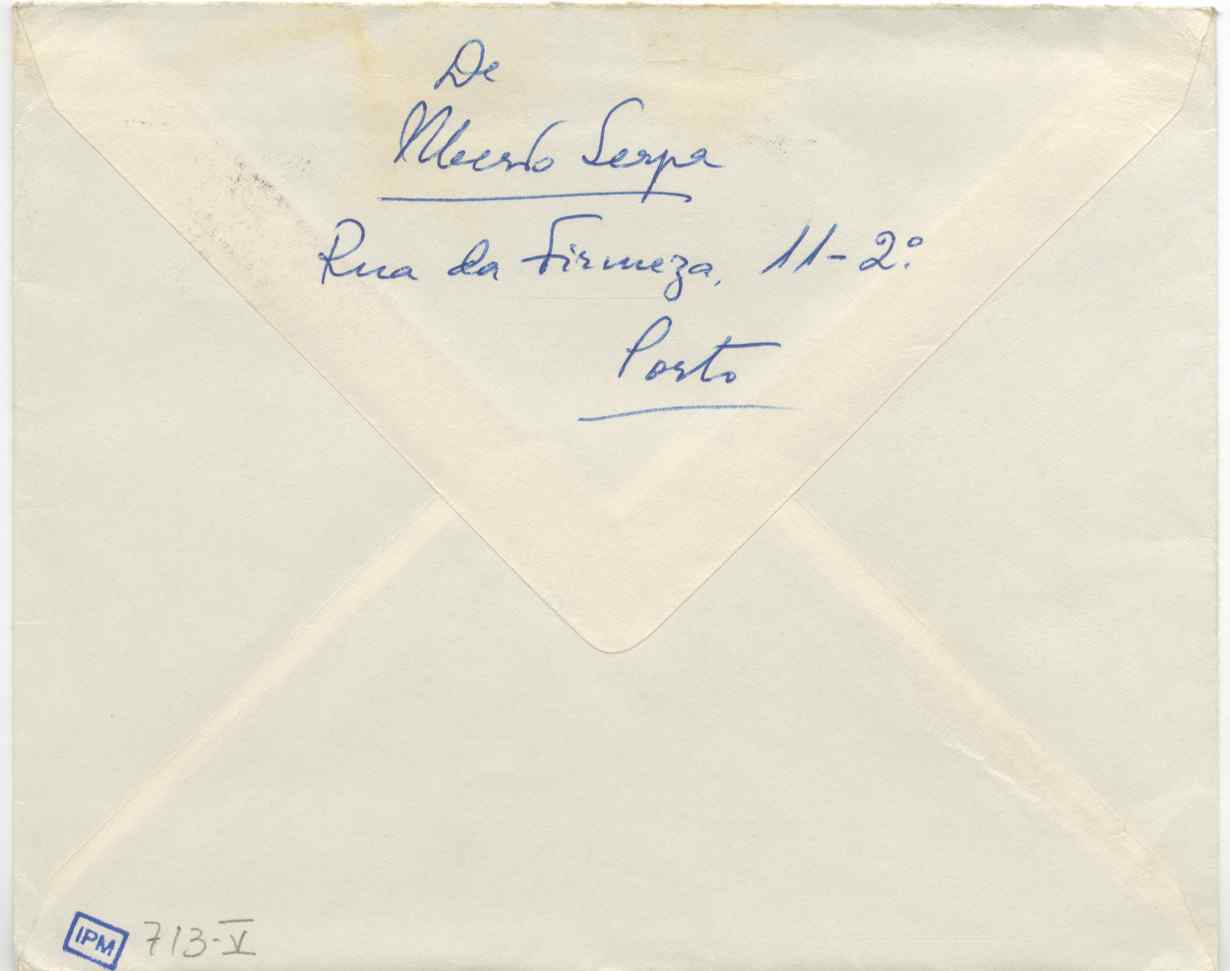 De
Alberto Serpa
Rua da Firmeza, 11-2º
Porto
IPM 713-V